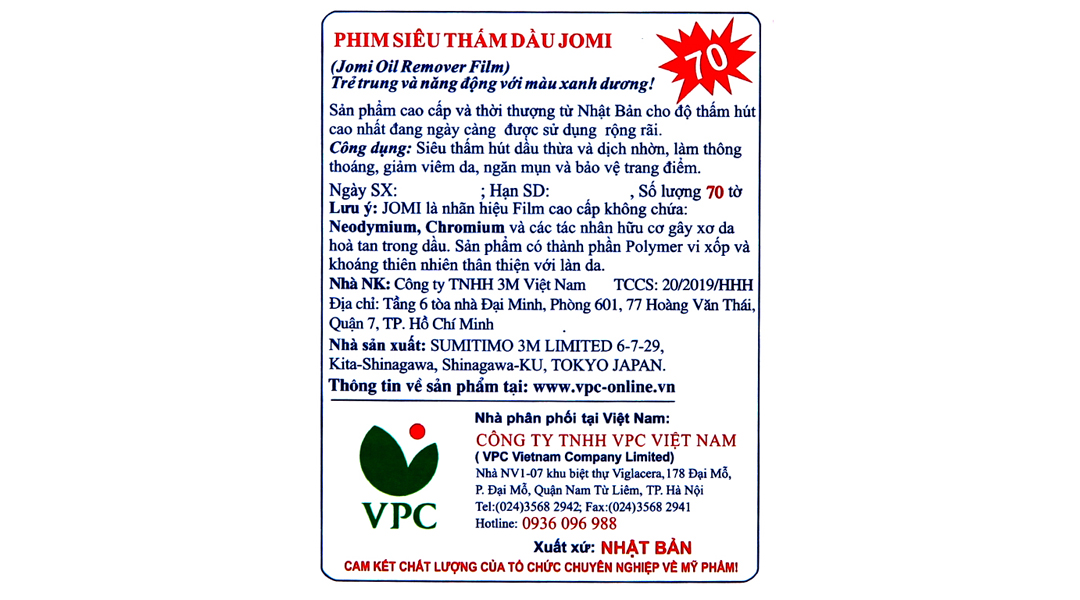 PHIM SIÊU THẤM DẦU JOMI
70
(Jomi Oil Remover Film)
Trẻ trung và năng động với màu xanh dương!
Sản phẩm cao cấp và thời thượng từ Nhật Bản cho độ thấm hút
cao nhất đang ngày càng được sử dụng rộng rãi.
Công dụng: Siêu thấm hút dầu thừa và dịch nhờn, làm thông
thoáng, giảm viêm da, ngăn mụn và bảo vệ trang điểm.
Ngày SX: ; Hạn SD: , Số lượng 70 tờ
Lưu ý: JOMI là nhãn hiệu Film cao cấp không chứa:
Neodymium, Chromium và các tác nhân hữu cơ gây xơ da
hoà tan trong dầu. Sản phẩm có thành phần Polymer vi xốp và
khoáng thiên nhiên thân thiện với làn da.
Nhà NK: Công ty TNHH 3M Việt Nam TCCS: 20/2019/HHH
Địa chỉ: Tầng 6 tòa nhà Đại Minh, Phòng 601, 77 Hoàng Văn Thái,
Quận 7, TP. Hồ Chí Minh
Nhà sản xuất: SUMITIMO 3M LIMITED 6-7-29,
Kita-Shinagawa, Shinagawa-KU, TOKYO JAPAN.
Thông tin về sản phẩm tại: www.vpc-online.vn
Nhà phân phối tại Việt Nam:
CÔNG TY TNHH VPC VIỆT NAM
( VPC Vietnam Company Limited)
Nhà NV1-07 khu biệt thự Viglacera,178 Đại Mỗ,
P. Đại Mỗ, Quận Nam Từ Liêm, TP. Hà Nội
Tel:(024)3568 2942; Fax:(024)3568 2941
Hotline: 0936 096 988
VPC
Xuất xứ: NHẬT BẢN
CAM KẾT CHẤT LƯỢNG CỦA TỔ CHỨC CHUYÊN NGHIỆP VỀ MỸ PHẨM!